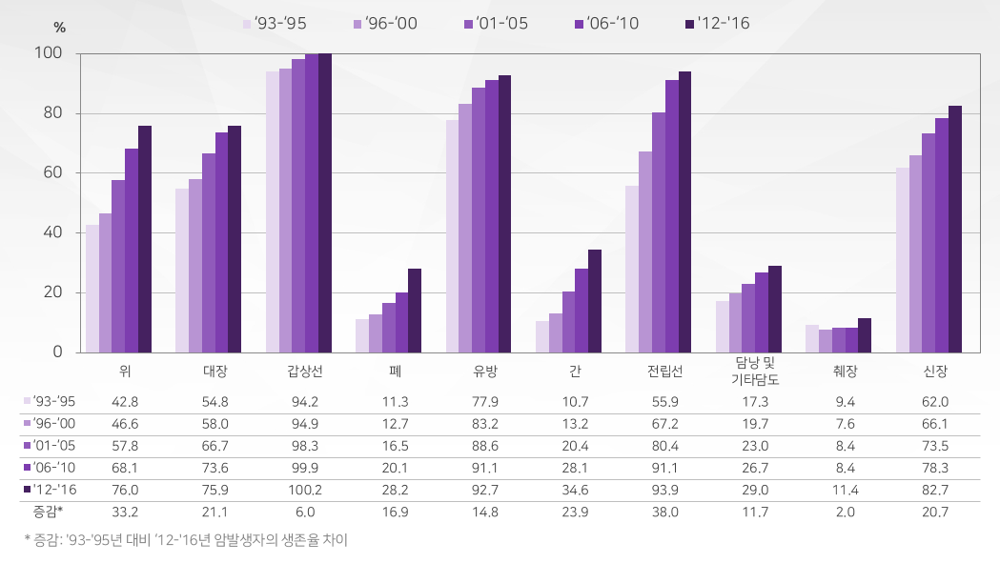 %
'93-'95 '96-'00 '01-'05 '06-'10 '12-'16
100
80
60
40
20
0
위 대장 갑상선 폐 유방 간 전립선 담낭 및 기타담도 췌장 신장
'93-'95 42.8 54.8 94.2 11.3 77.9 10.7 55.9 17.3 9.4 62.0
'96-'00 46.6 58.0 94.9 12.7 83.2 13.2 67.2 19.7 7.6 66.1
'01-'05 57.8 66.7 98.3 16.5 88.6 20.4 80.4 23.0 8.4 73.5
'06-'10 68.1 73.6 99.9 20.1 91.1 28.1 91.1 26.7 8.4 78.3
'12-'16 76.0 75.9 100.2 28.2 92.7 34.6 93.9 29.0 11.4 82.7
증감* 33.2 21.1 6.0 16.9 14.8 23.9 38.0 11.7 2.0 20.7
* 증감: '93-'95년 대비 '12-'16년 암발생자의 생존율 차이